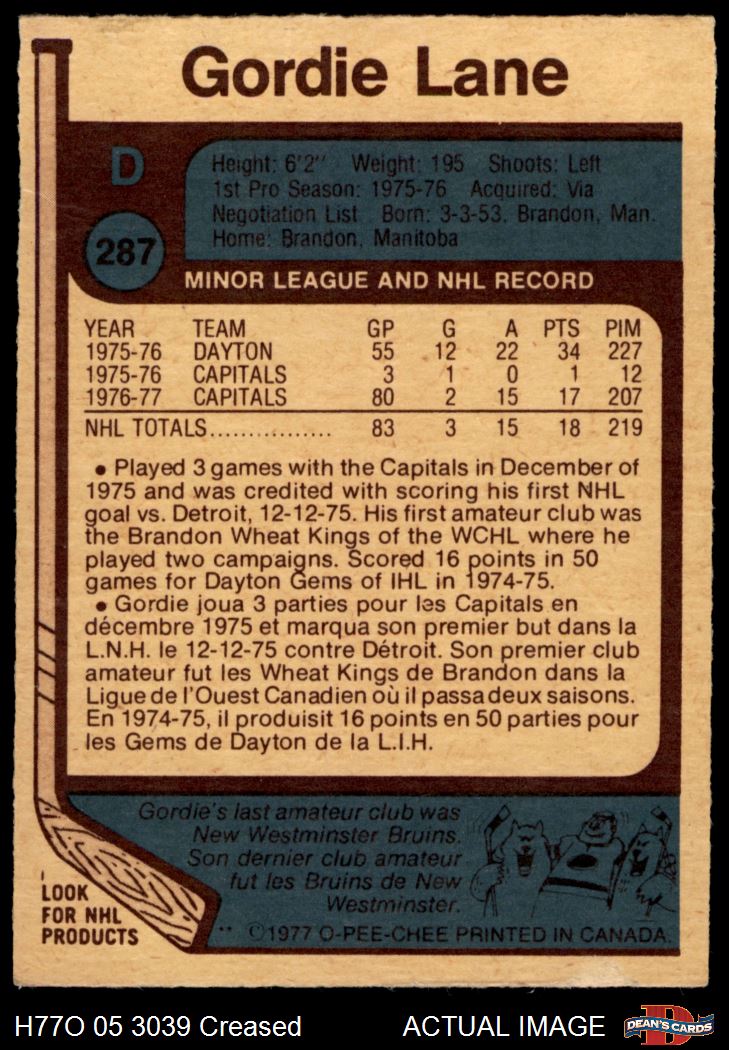 Gordie Lane
D
Height: 6'2" Weight: 195 Shoots: Left
1st Pro Season: 1975-76 Acquired: Via
Negotiation List Born: 3-3-53, Brandon, Man.
Home: Brandon, Manitoba
287
MINOR LEAGUE AND NHL RECORD
YEAR TEAM GP G A PTS PIM
1975-76 DAYTON 55 12 22 34 227
1975-76 CAPITALS 3 1 0 1 12
1976-77 CAPITALS 80 2 15 17 207
NHL TOTALS................ 83 3 15 18 219
• Played 3 games with the Capitals in December of
1975 and was credited with scoring his first NHL
goal vs. Detroit, 12-12-75. His first amateur club was
the Brandon Wheat Kings of the WCHL where he
played two campaigns. Scored 16 points in 50
games for Dayton Gems of IHL in 1974-75.
• Gordie joua 3 parties pour les Capitals en
décembre 1975 et marqua son premier but dans la
L.N.H. le 12-12-75 contre Détroit. Son premier club
amateur fut les Wheat Kings de Brandon dans la
Ligue de l'Ouest Canadien où il passa deux saisons.
En 1974-75, il produisit 16 points en 50 parties pour
les Gems de Dayton de la L.I.H.
Gordie's last amateur club was
New Westminster Bruins.
Son dernier club amateur
fut les Bruins de New
Westminster.
LOOK
FOR NHL
PRODUCTS
** ©1977 O-PEE-CHEE PRINTED IN CANADA.
H77O 05 3039 Creased ACTUAL IMAGE
DEAN'S CARDS